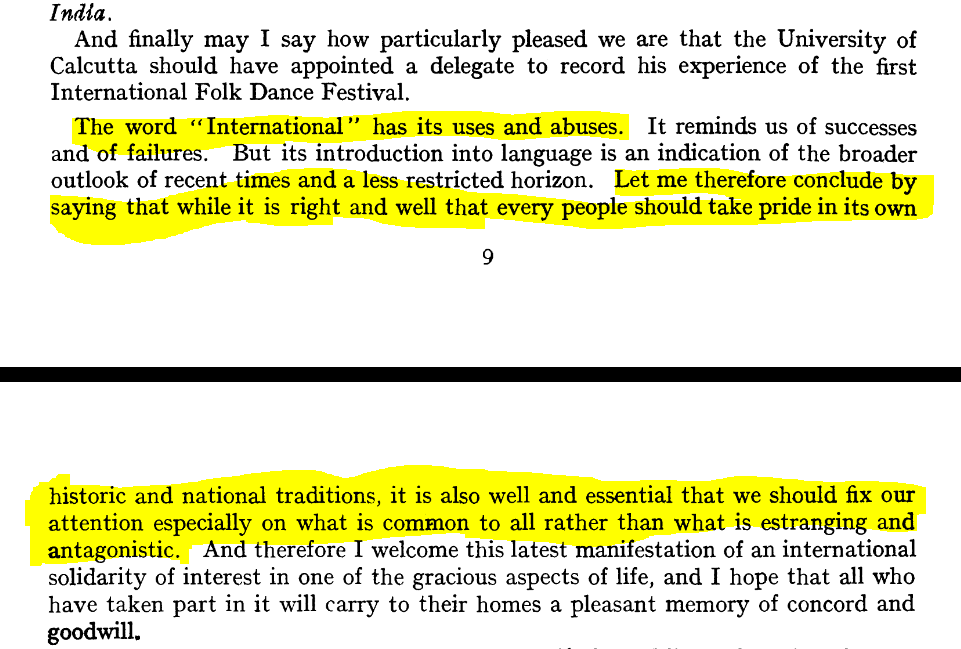 India.
And finally may I say how particularly pleased we are that the University of
Calcutta should have appointed a delegate to record his experience of the first
International Folk Dance Festival.
The word "International" has its uses and abuses. It reminds us of successes
and of failures. But its introduction into language is an indication of the broader
outlook of recent times and a less restricted horizon. Let me therefore conclude by
saying that while it is right and well that every people should take pride in its own
9
historic and national traditions, it is also well and essential that we should fix our
attention especially on what is common to all rather than what is estranging and
antagonistic. And therefore I welcome this latest manifestation of an international
solidarity of interest in one of the gracious aspects of life, and I hope that all who
have taken part in it will carry to their homes a pleasant memory of concord and
goodwill.